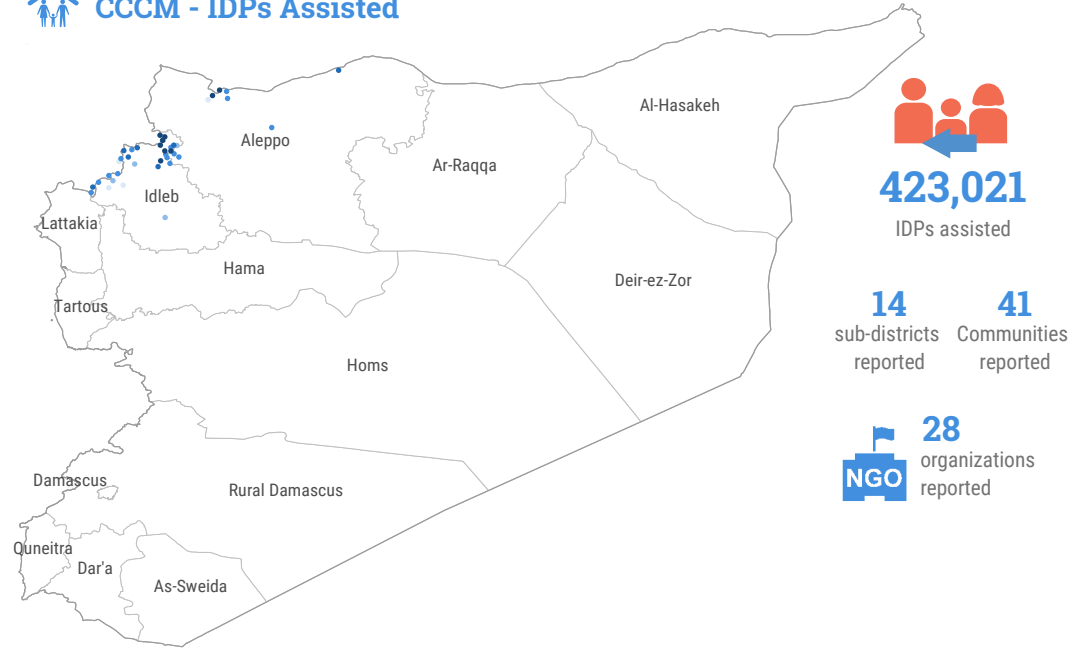 CCCM - IDPs Assisted
Al-Hasakeh
Aleppo
Ar-Raqqa
Idleb
Lattakia
Hama
Deir-ez-Zor
Tartous
Homs
Damascus
Rural Damascus
Quneitra
Dar'a
As-Sweida
423,021
IDPs assisted
14
sub-districts
reported
41
Communities
reported
NGO
28
organizations
reported